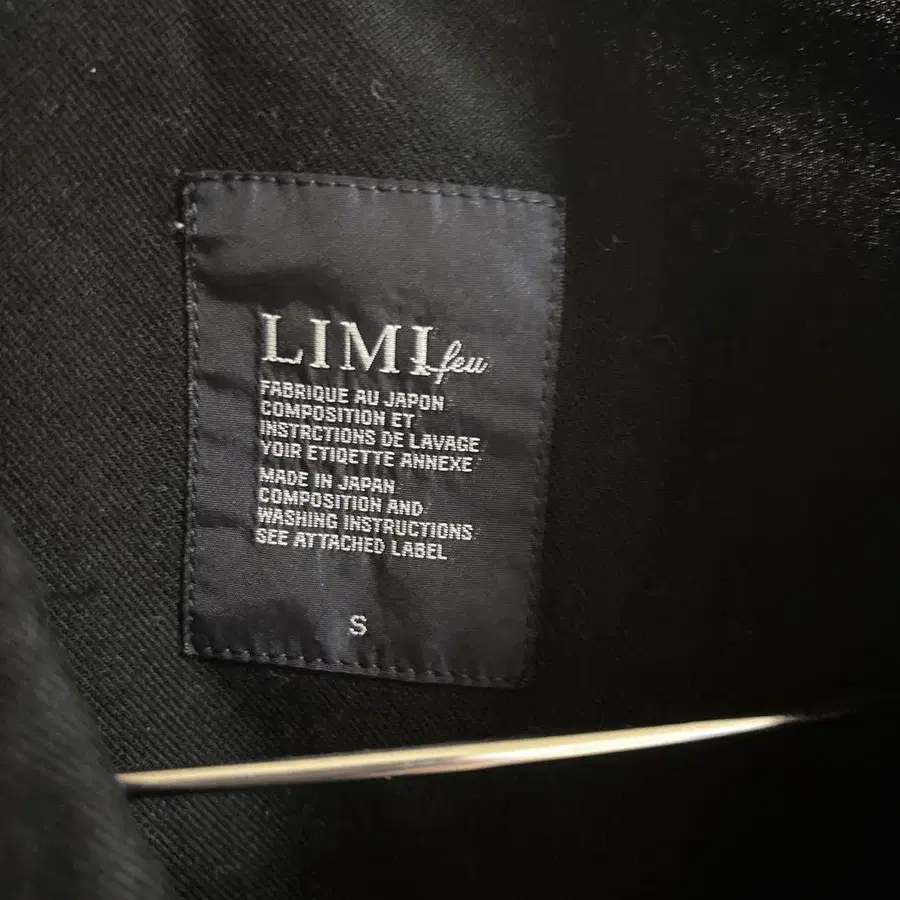 LIMI feu
FABRIQUE AU JAPON
COMPOSITION ET
INSTRCTIONS DE LAVAGE
VOIR ETIQETTE ANNEXE
MADE IN JAPAN
COMPOSITION AND
WASHING INSTRUCTIONS
SEE ATTACHED LABEL
S